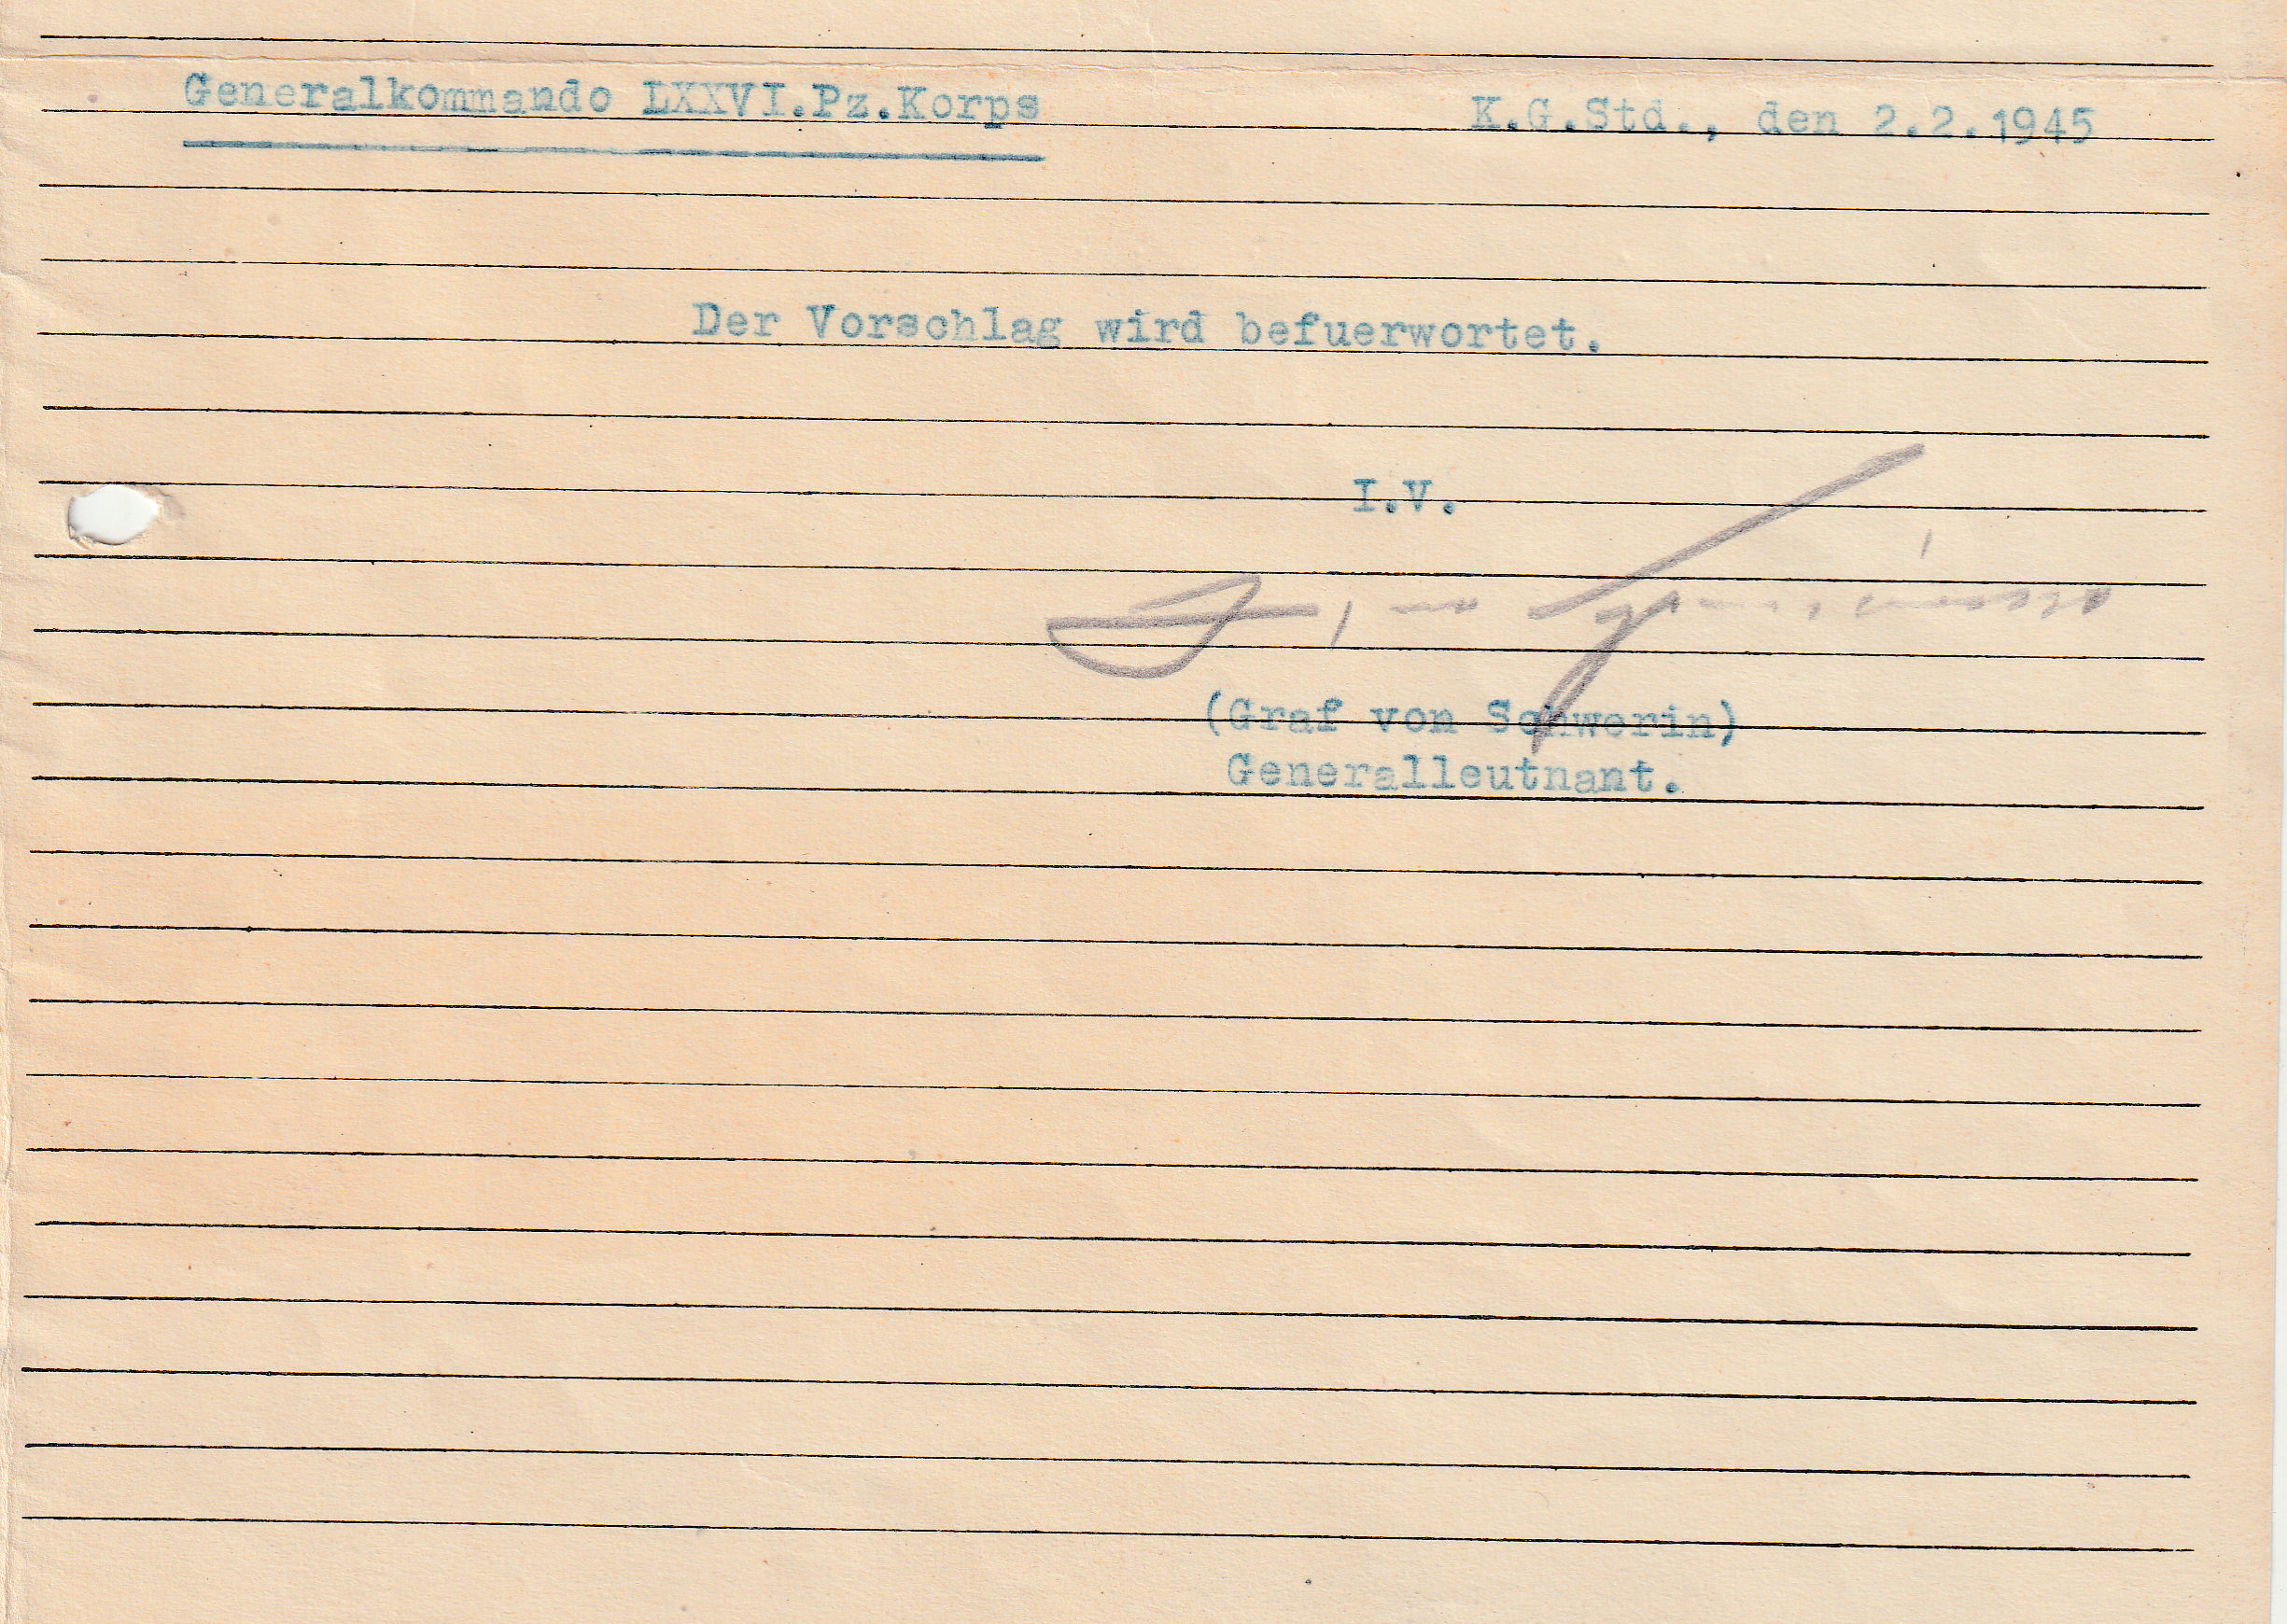 Generalkommando LXXVI.Pz.Korps K.G.Std., den 2.2.1945
Der Vorschlag wird befuerwortet.
I.V.
(Graf von Schwerin)
Generalleutnant.